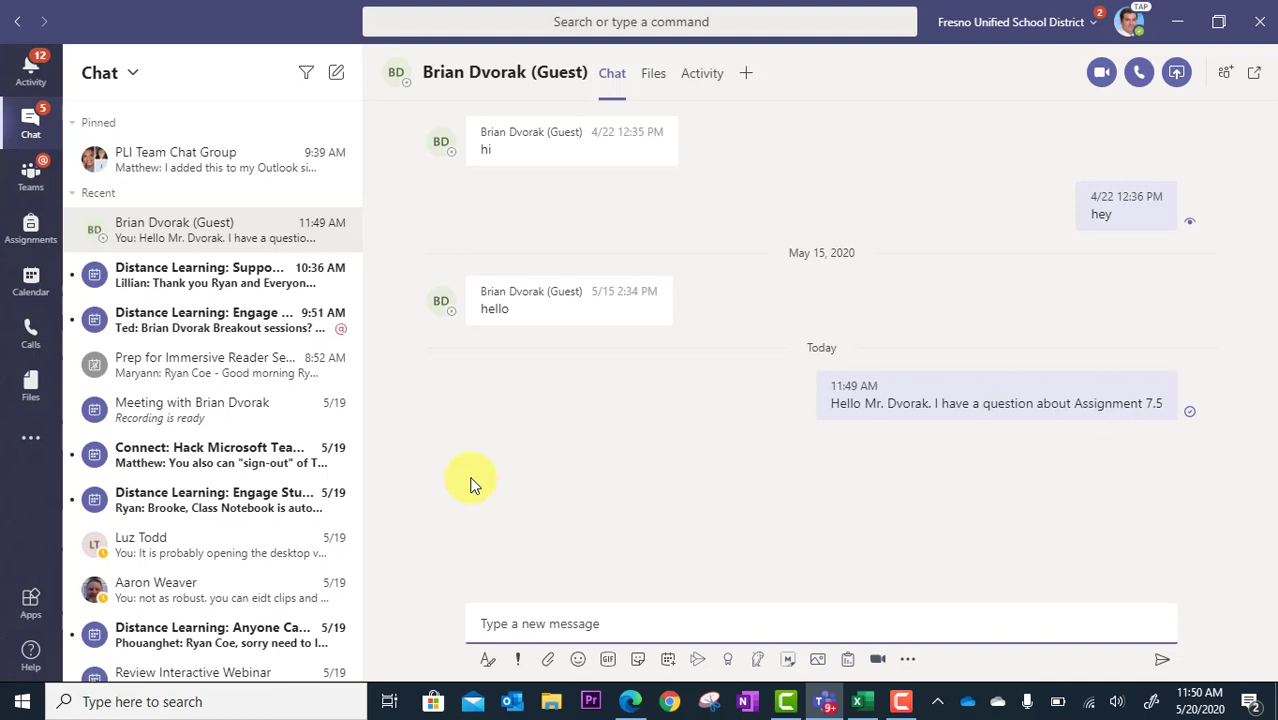 Search or type a command
Fresno Unified School District
2
TAP
12
Activity
5
Chat
@
Teams
Assignments
Calendar
Calls
Files
Apps
Help
Chat
Pinned
PLI Team Chat Group 9:39 AM
Matthew: I added this to my Outlook si...
Recent
BD
Brian Dvorak (Guest) 11:49 AM
You: Hello Mr. Dvorak. I have a questio...
Distance Learning: Suppo... 10:36 AM
Lillian: Thank you Ryan and Everyon...
Distance Learning: Engage ... 9:51 AM
Ted: Brian Dvorak Breakout sessions? ... @
Prep for Immersive Reader Se... 8:52 AM
Maryann: Ryan Coe - Good morning Ry...
Meeting with Brian Dvorak 5/19
Recording is ready
Connect: Hack Microsoft Tea... 5/19
Matthew: You also can "sign-out" of T...
Distance Learning: Engage Stu... 5/19
Ryan: Brooke, Class Notebook is auto...
LT
Luz Todd 5/19
You: It is probably opening the desktop v...
Aaron Weaver 5/19
You: not as robust. you can eidt clips and ...
Distance Learning: Anyone Ca... 5/19
Phouanghet: Ryan Coe, sorry need to l...
Review Interactive Webinar 5/19
BD Brian Dvorak (Guest) Chat Files Activity
BD
Brian Dvorak (Guest) 4/22 12:35 PM
hi
4/22 12:36 PM
hey
May 15, 2020
BD
Brian Dvorak (Guest) 5/15 2:34 PM
hello
Today
11:49 AM
Hello Mr. Dvorak. I have a question about Assignment 7.5
Type a new message
GIF
Type here to search
Pr
9+
11:50 AM
5/20/2020
2